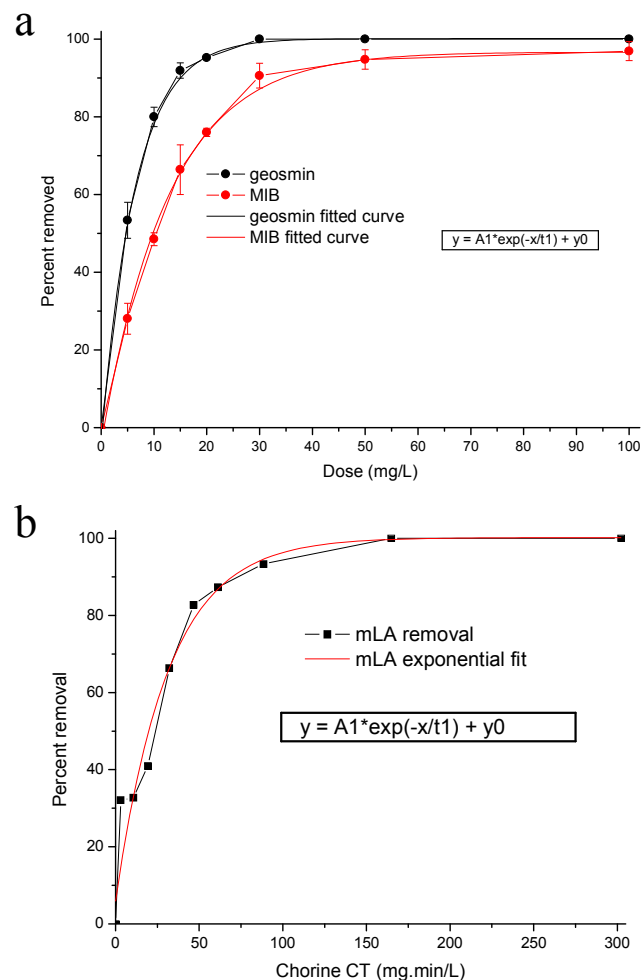 a
100
80
60
40
20
0
Percent removed
geosmin
MIB
geosmin fitted curve
MIB fitted curve
y = A1*exp(-x/t1) + y0
0 10 20 30 40 50 60 70 80 90 100
Dose (mg/L)
b
100
80
60
40
20
0
Percent removal
mLA removal
mLA exponential fit
y = A1*exp(-x/t1) + y0
0 50 100 150 200 250 300
Chorine CT (mg.min/L)